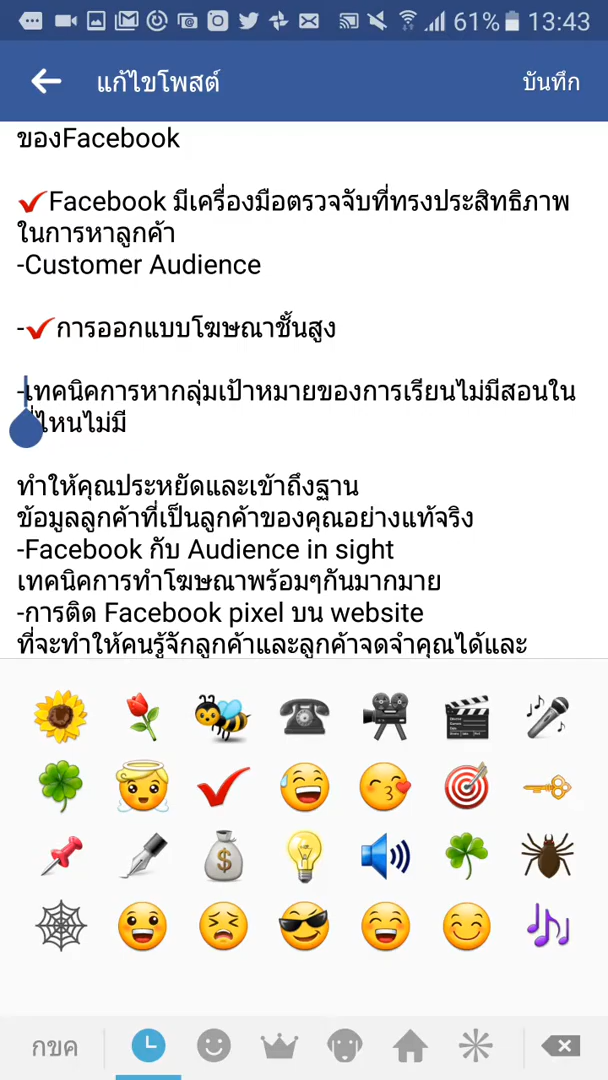 61% 13:43
แก้ไขโพสต์ บันทึก
ของFacebook
✔Facebook มีเครื่องมือตรวจจับที่ทรงประสิทธิภาพ
ในการหาลูกค้า
-Customer Audience
-✔การออกแบบโฆษณาชั้นสูง
-เทคนิคการหากลุ่มเป้าหมายของการเรียนไม่มีสอนใน
ที่ไหนไม่มี
ทำให้คุณประหยัดและเข้าถึงฐาน
ข้อมูลลูกค้าที่เป็นลูกค้าของคุณอย่างแท้จริง
-Facebook กับ Audience in sight
เทคนิคการทำโฆษณาพร้อมๆกันมากมาย
-การติด Facebook pixel บน website
ที่จะทำให้คนรู้จักลูกค้าและลูกค้าจดจำคุณได้และ
กขค